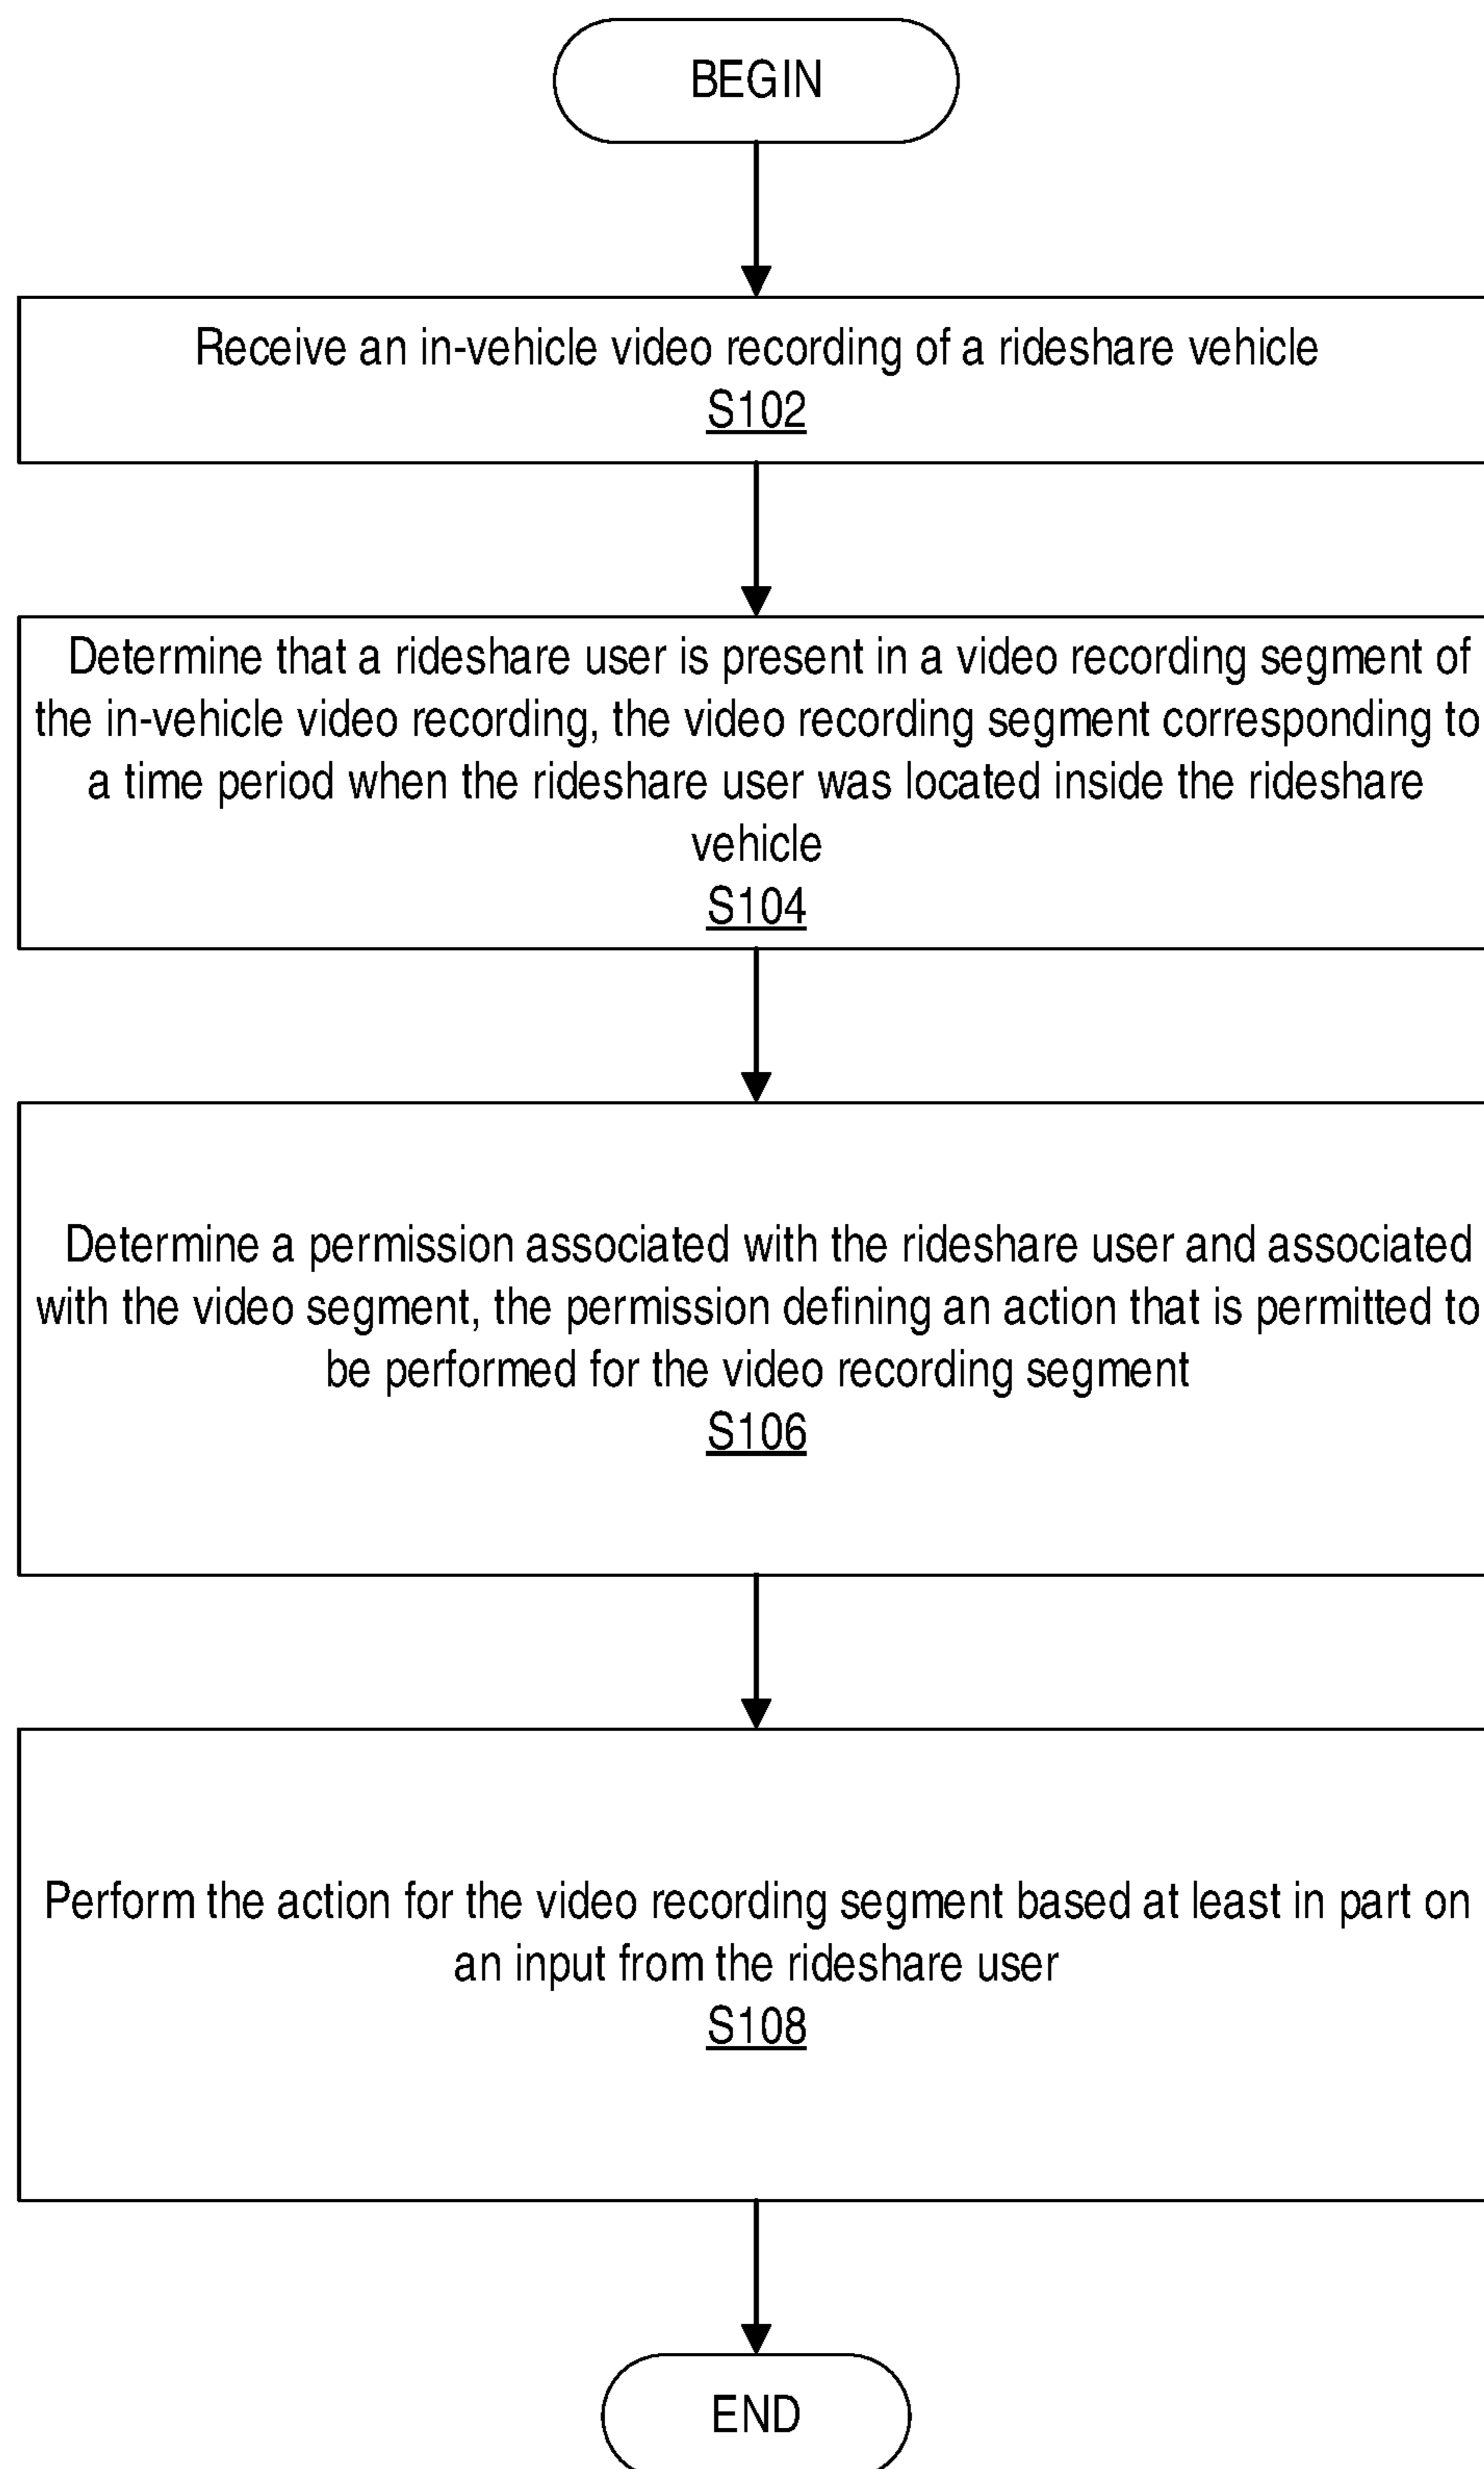 BEGIN
Receive an in-vehicle video recording of a rideshare vehicle
S102
Determine that a rideshare user is present in a video recording segment of
the in-vehicle video recording, the video recording segment corresponding to
a time period when the rideshare user was located inside the rideshare
vehicle
S104
Determine a permission associated with the rideshare user and associated
with the video segment, the permission defining an action that is permitted to
be performed for the video recording segment
S106
Perform the action for the video recording segment based at least in part on
an input from the rideshare user
S108
END